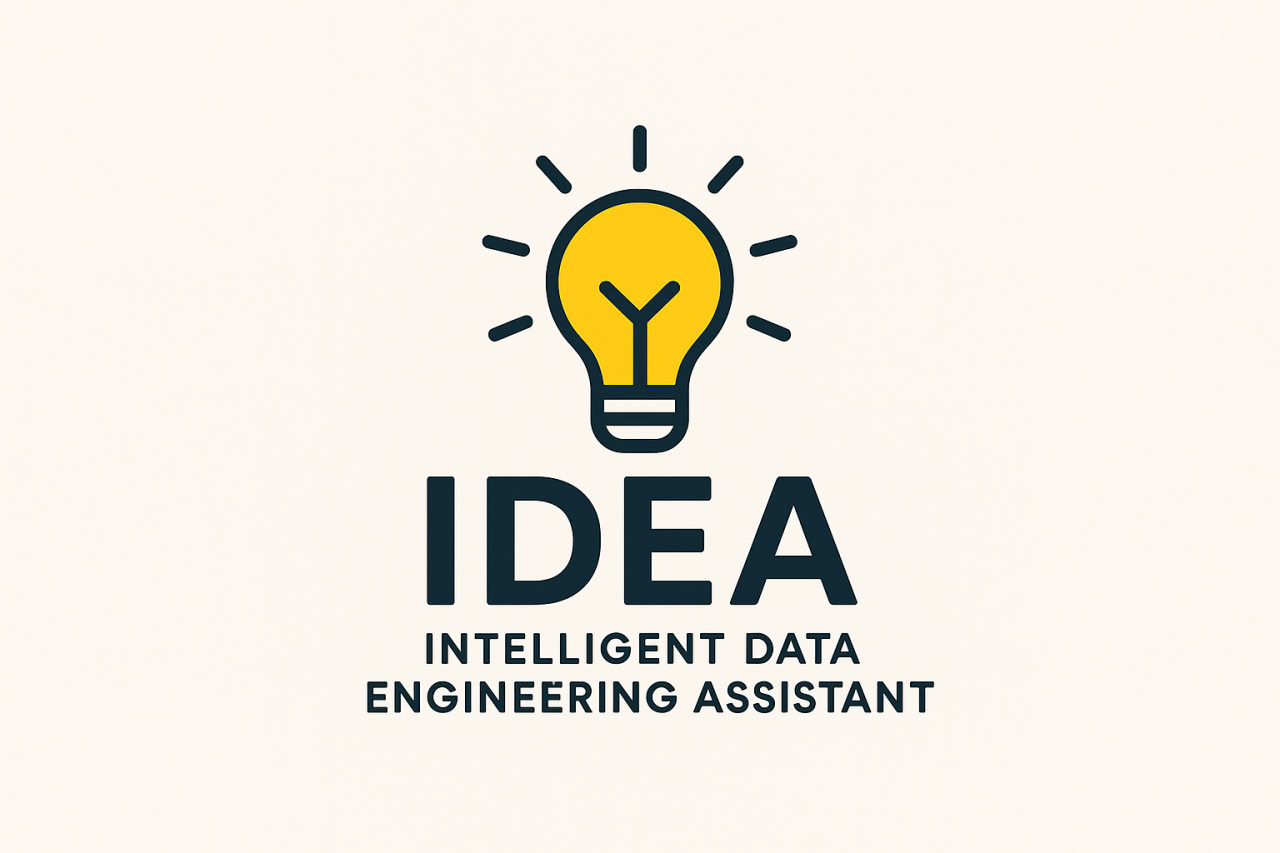 IDEA
INTELLIGENT DATA
ENGINEERING ASSISTANT